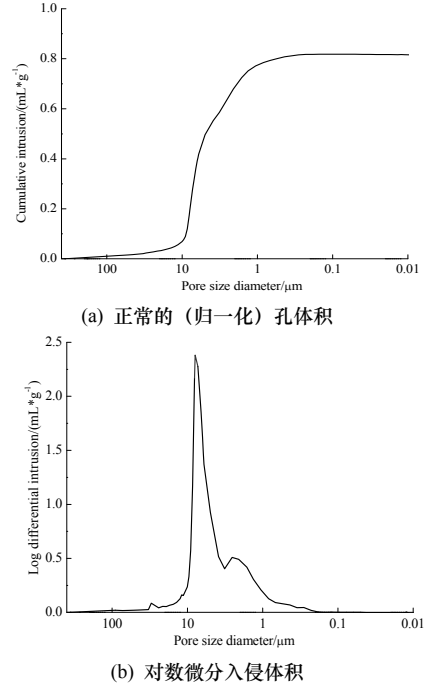 1.0
0.8
0.6
0.4
0.2
0.0
Cumulative intrusion/(mL*g⁻¹)
100 10 1 0.1 0.01
Pore size diameter/μm
(a) 正常的（归一化）孔体积
2.5
2.0
1.5
1.0
0.5
0.0
Log differential intrusion/(mL*g⁻¹)
100 10 1 0.1 0.01
Pore size diameter/μm
(b) 对数微分入侵体积